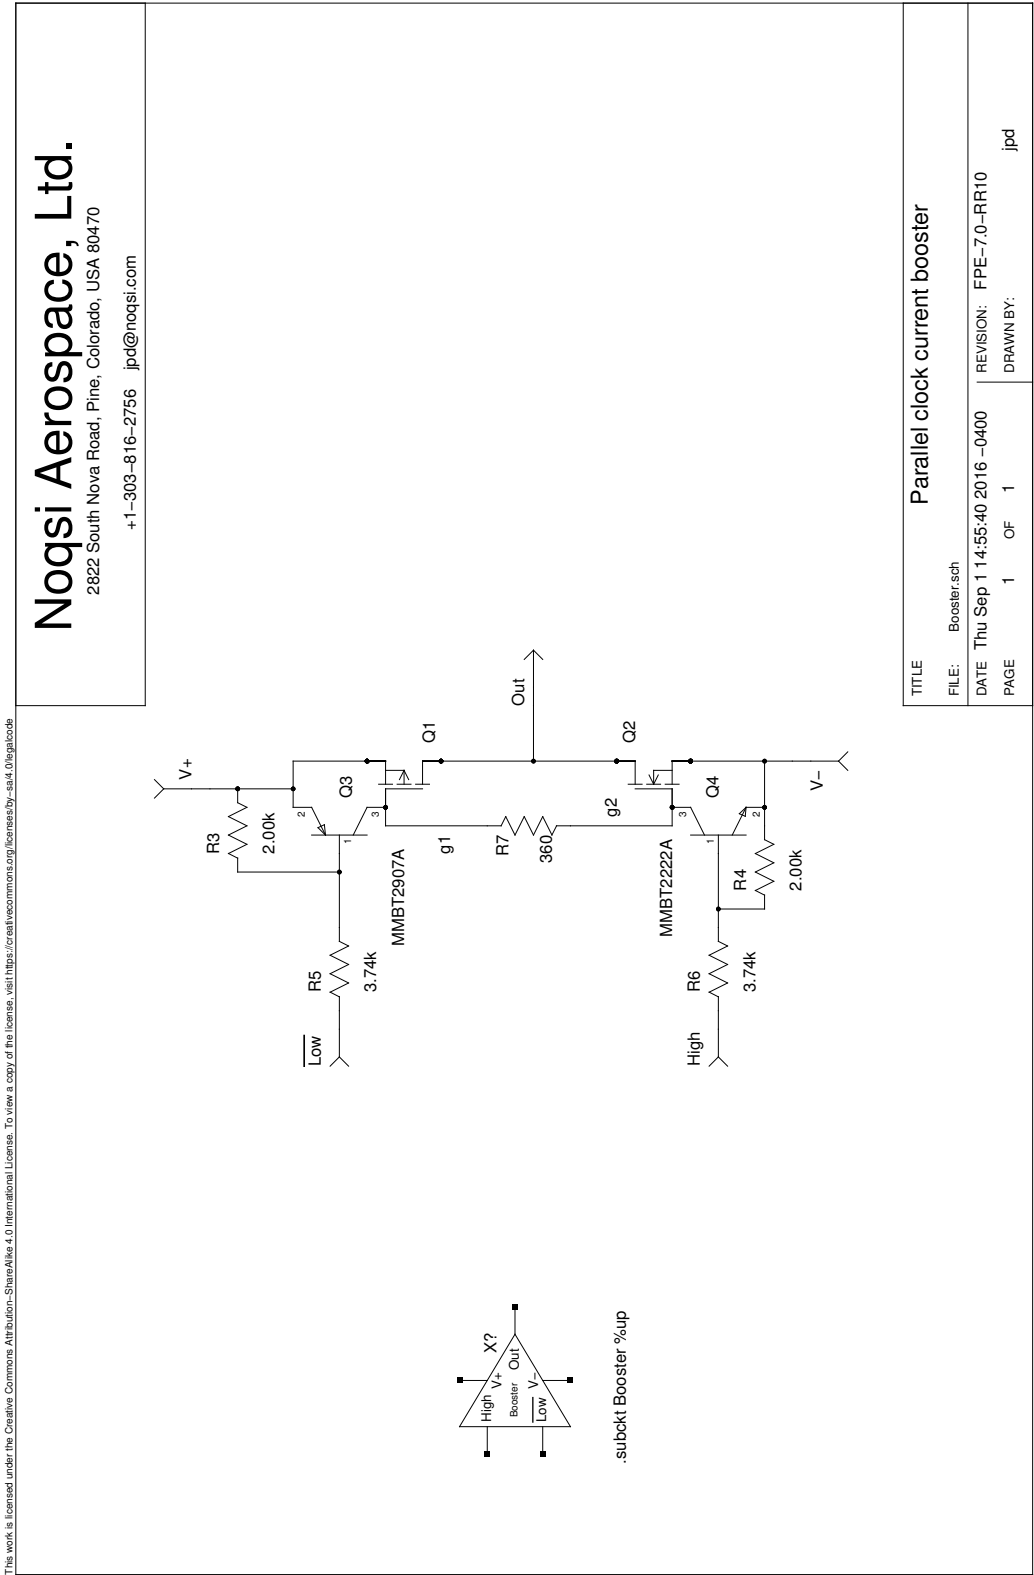 This work is licensed under the Creative Commons Attribution−ShareAlike 4.0 International License. To view a copy of the license, visit https://creativecommons.org/licenses/by−sa/4.0/legalcode
Noqsi Aerospace, Ltd.
2822 South Nova Road, Pine, Colorado, USA 80470
+1−303−816−2756 jpd@noqsi.com
V+
R3
2.00k
2
Q3
1
3
Q1
Low
R5
3.74k
MMBT2907A
g1
R7
360
Out
g2
Q2
High
R6
3.74k
MMBT2222A
3
1
2
Q4
R4
2.00k
V−
X?
High
V+
Booster
Out
Low
V−
.subckt Booster %up
TITLE
Parallel clock current booster
FILE: Booster.sch
DATE Thu Sep 1 14:55:40 2016 −0400
REVISION: FPE−7.0−RR10
PAGE 1 OF 1
DRAWN BY: jpd